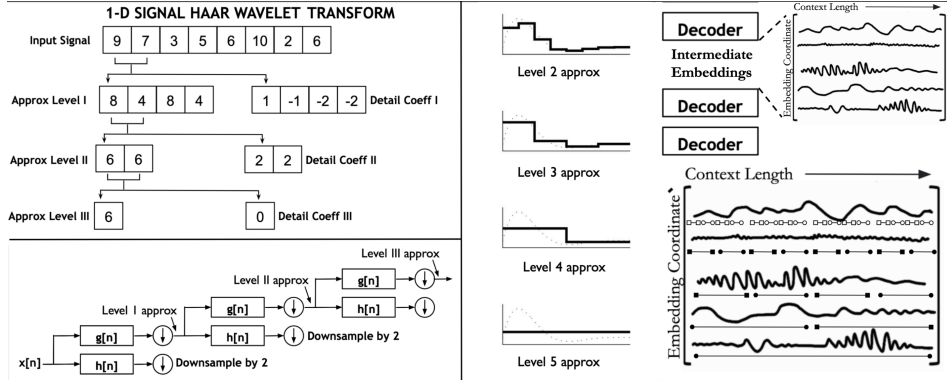 1-D SIGNAL HAAR WAVELET TRANSFORM
Input Signal 9 7 3 5 6 10 2 6
Approx Level I 8 4 8 4 1 -1 -2 -2 Detail Coeff I
Approx Level II 6 6 2 2 Detail Coeff II
Approx Level III 6 0 Detail Coeff III
Level III approx
Level II approx g[n] ↓
Level I approx g[n] ↓ h[n] ↓
g[n] ↓ h[n] ↓ Downsample by 2
x[n] h[n] ↓ Downsample by 2
Level 2 approx
Level 3 approx
Level 4 approx
Level 5 approx
Decoder
Intermediate
Embeddings
Decoder
Decoder
Context Length
Embedding Coordinate
Context Length
Embedding Coordinate